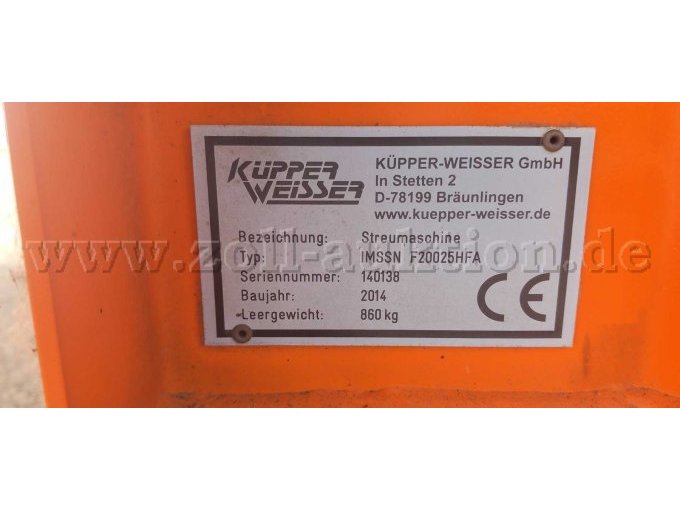 KÜPPER
WEISSER
KÜPPER-WEISSER GmbH
In Stetten 2
D-78199 Bräunlingen
www.kuepper-weisser.de
Bezeichnung: Streumaschine
Typ: IMSSN F20025HFA
Seriennummer: 140138
Baujahr: 2014
Leergewicht: 860 kg
CE
www.zoll-auktion.de